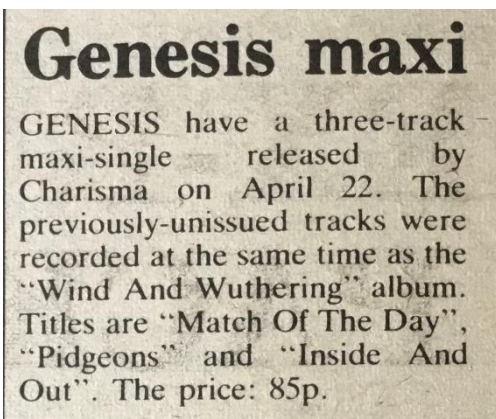 Genesis maxi
GENESIS have a three-track
maxi-single released by
Charisma on April 22. The
previously-unissued tracks were
recorded at the same time as the
“Wind And Wuthering” album.
Titles are “Match Of The Day”,
“Pidgeons” and “Inside And
Out”. The price: 85p.